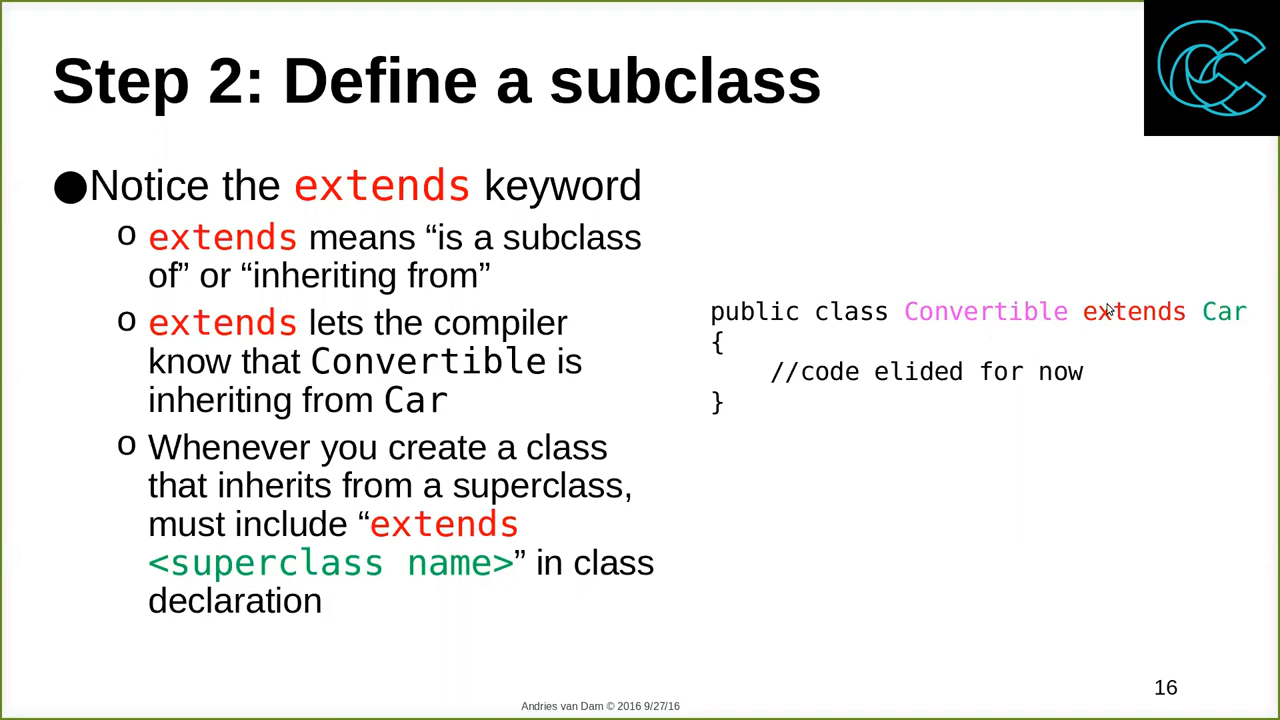 Step 2: Define a subclass
●Notice the extends keyword
o extends means “is a subclass
of” or “inheriting from”
o extends lets the compiler
know that Convertible is
inheriting from Car
o Whenever you create a class
that inherits from a superclass,
must include “extends
<superclass name>” in class
declaration
public class Convertible extends Car
{
//code elided for now
}
16
Andries van Dam © 2016 9/27/16